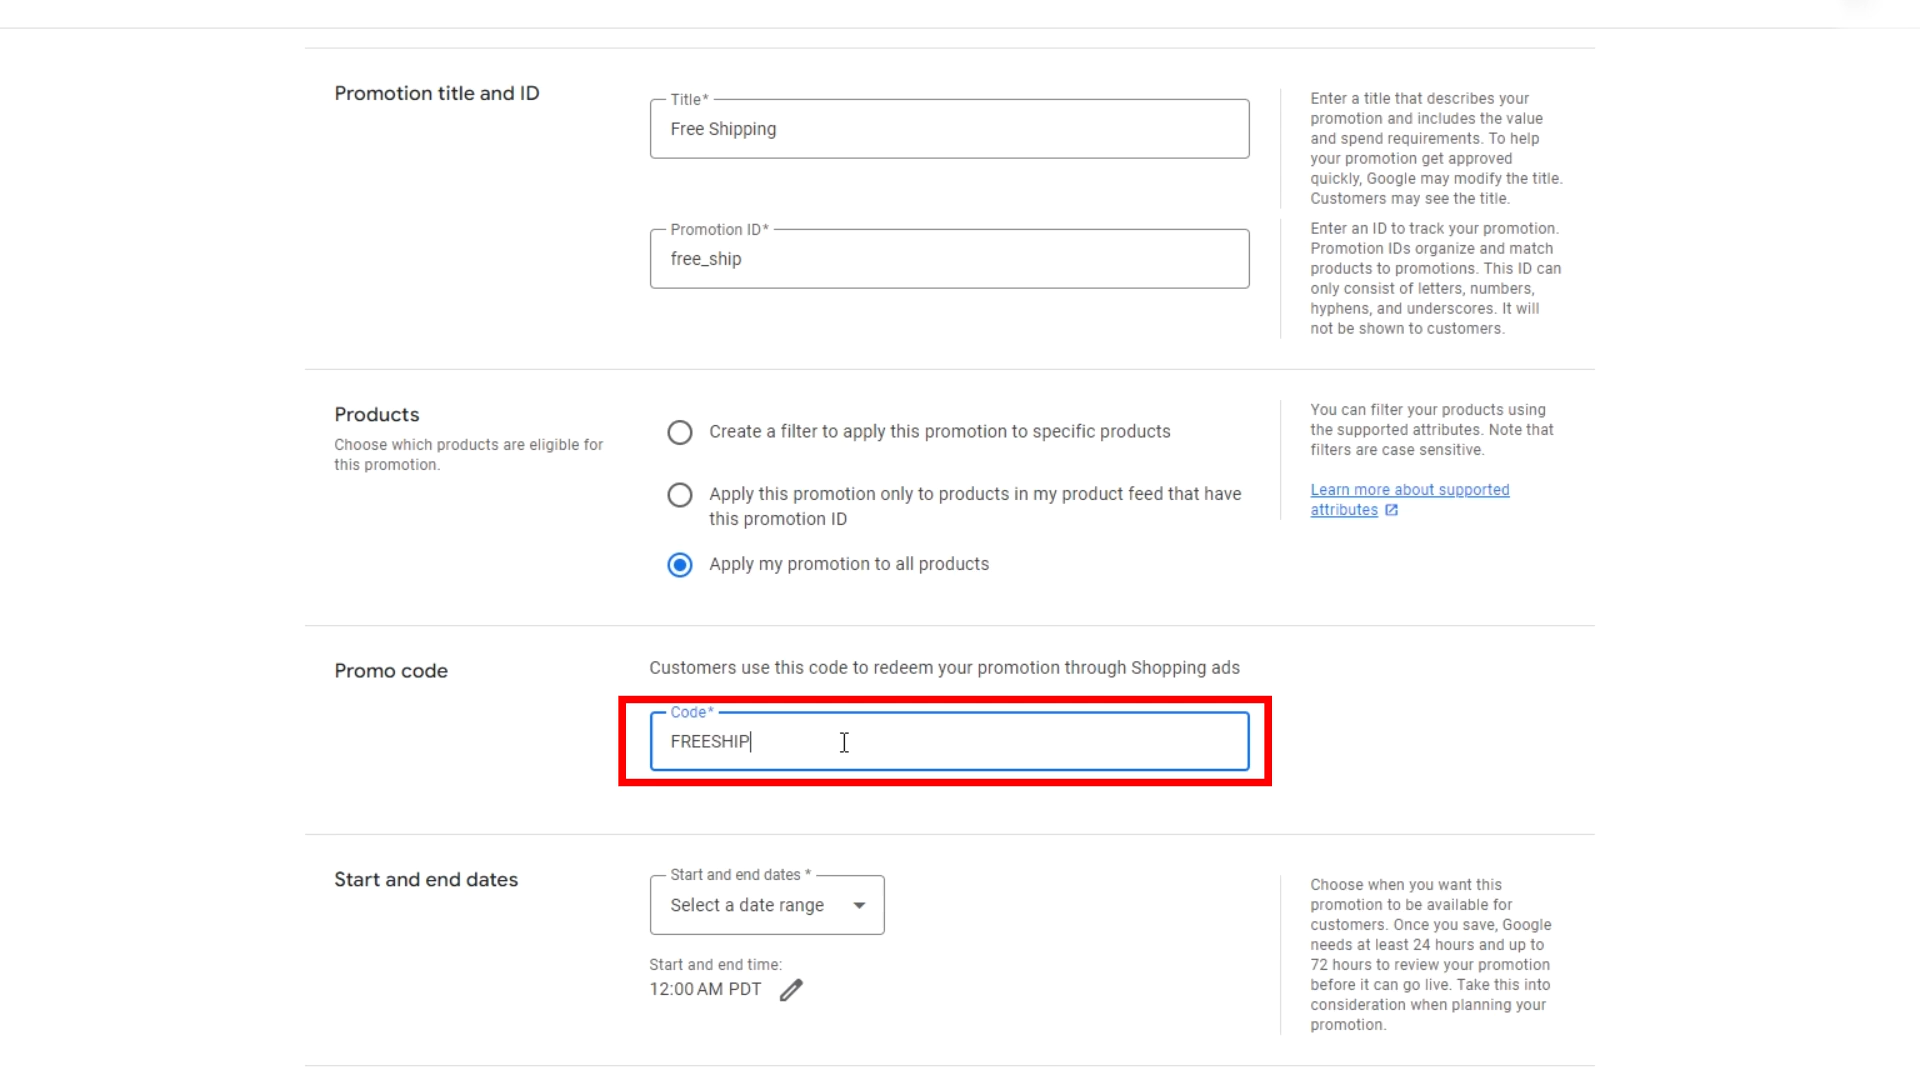 Promotion title and ID
Title*
Free Shipping
Enter a title that describes your
promotion and includes the value
and spend requirements. To help
your promotion get approved
quickly, Google may modify the title.
Customers may see the title.
Promotion ID*
free_ship
Enter an ID to track your promotion.
Promotion IDs organize and match
products to promotions. This ID can
only consist of letters, numbers,
hyphens, and underscores. It will
not be shown to customers.
Products
Choose which products are eligible for
this promotion.
Create a filter to apply this promotion to specific products
Apply this promotion only to products in my product feed that have
this promotion ID
Apply my promotion to all products
You can filter your products using
the supported attributes. Note that
filters are case sensitive.
Learn more about supported
attributes
Promo code
Customers use this code to redeem your promotion through Shopping ads
Code*
FREESHIP
Start and end dates
Start and end dates *
Select a date range
Start and end time:
12:00 AM PDT
Choose when you want this
promotion to be available for
customers. Once you save, Google
needs at least 24 hours and up to
72 hours to review your promotion
before it can go live. Take this into
consideration when planning your
promotion.